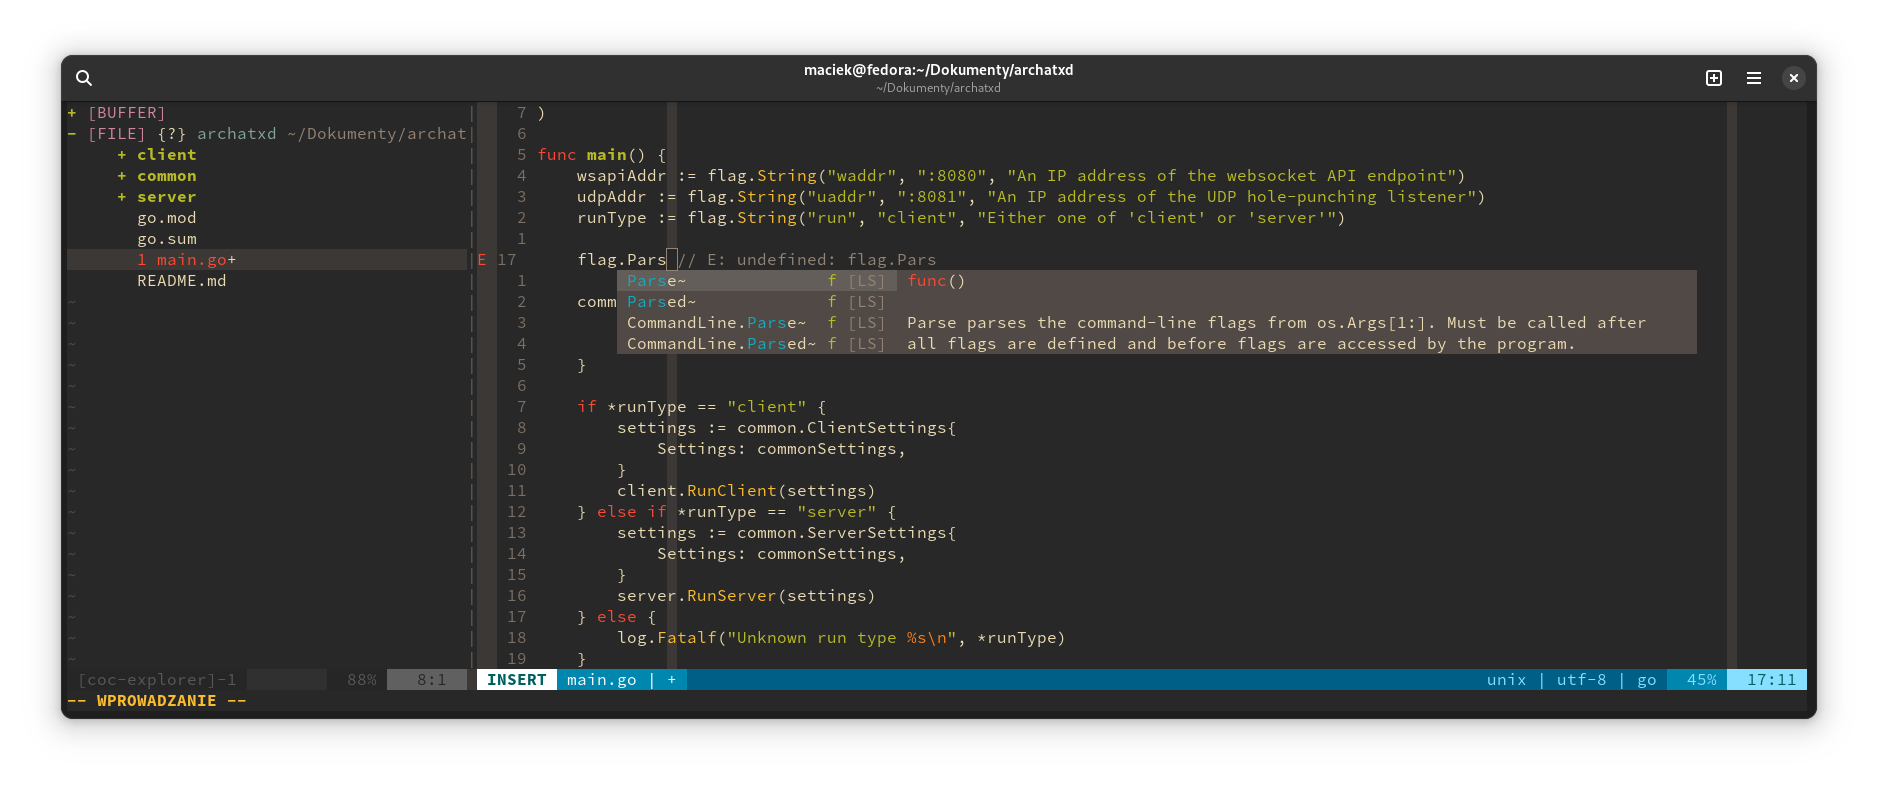 maciek@fedora:~/Dokumenty/archatxd
~/Dokumenty/archatxd
+ [BUFFER]
- [FILE] {?} archatxd ~/Dokumenty/archat
+ client
+ common
+ server
go.mod
go.sum
1 main.go+
README.md
7 )
6
5 func main() {
4 wsapiAddr := flag.String("waddr", ":8080", "An IP address of the websocket API endpoint")
3 udpAddr := flag.String("uaddr", ":8081", "An IP address of the UDP hole-punching listener")
2 runType := flag.String("run", "client", "Either one of 'client' or 'server'")
1
E 17 flag.Pars // E: undefined: flag.Pars
1 Parse~ f [LS] func()
2 comm Parsed~ f [LS]
3 CommandLine.Parse~ f [LS] Parse parses the command-line flags from os.Args[1:]. Must be called after
4 CommandLine.Parsed~ f [LS] all flags are defined and before flags are accessed by the program.
5 }
6
7 if *runType == "client" {
8 settings := common.ClientSettings{
9 Settings: commonSettings,
10 }
11 client.RunClient(settings)
12 } else if *runType == "server" {
13 settings := common.ServerSettings{
14 Settings: commonSettings,
15 }
16 server.RunServer(settings)
17 } else {
18 log.Fatalf("Unknown run type %s\n", *runType)
19 }
[coc-explorer]-1 88% 8:1
INSERT main.go | + unix | utf-8 | go 45% 17:11
-- WPROWADZANIE --